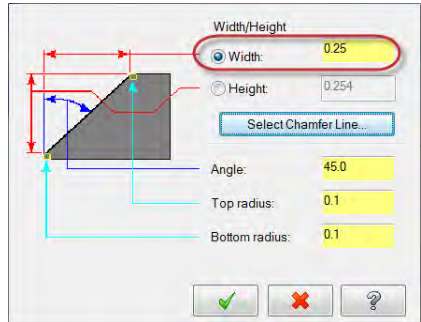 Width/Height
Width: 0.25
Height: 0.254
Select Chamfer Line...
Angle: 45.0
Top radius: 0.1
Bottom radius: 0.1
?